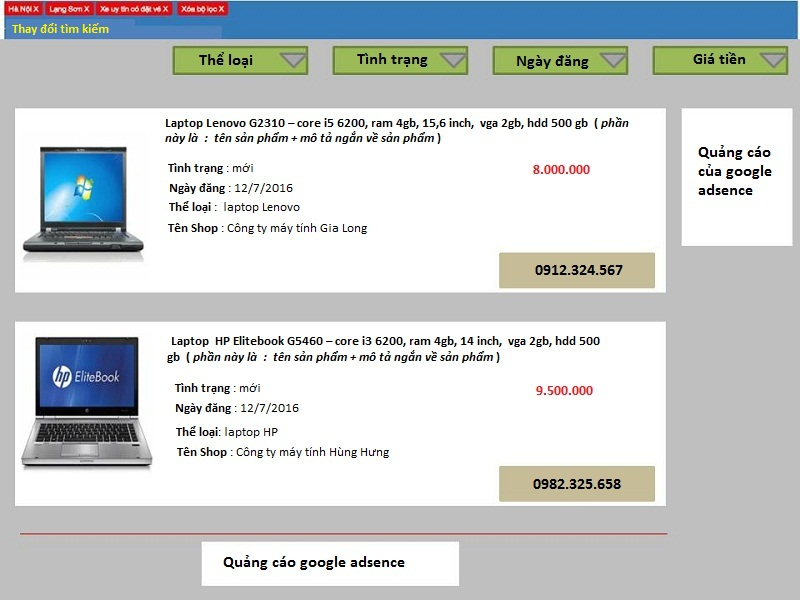 Hà Nội X Lạng Sơn X Xe uy tín có đặt vé X Xóa bộ lọc X
Thay đổi tìm kiếm
Thể loại Tình trạng Ngày đăng Giá tiền
Laptop Lenovo G2310 – core i5 6200, ram 4gb, 15,6 inch, vga 2gb, hdd 500 gb ( phần
này là : tên sản phẩm + mô tả ngắn về sản phẩm )
Tình trạng : mới
8.000.000
Ngày đăng : 12/7/2016
Thể loại : laptop Lenovo
Tên Shop : Công ty máy tính Gia Long
0912.324.567
Quảng cáo
của google
adsence
Laptop HP Elitebook G5460 – core i3 6200, ram 4gb, 14 inch, vga 2gb, hdd 500
gb ( phần này là : tên sản phẩm + mô tả ngắn về sản phẩm )
hp EliteBook
Tình trạng : mới
9.500.000
Ngày đăng : 12/7/2016
Thể loại: laptop HP
Tên Shop : Công ty máy tính Hùng Hưng
0982.325.658
Quảng cáo google adsence